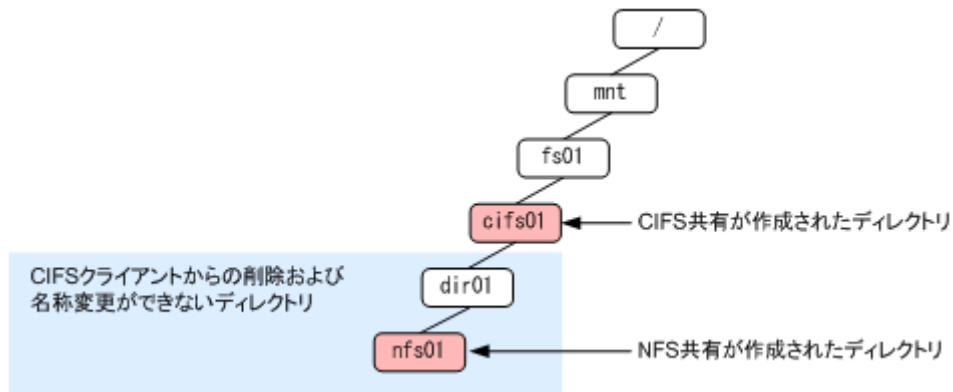 /
mnt
fs01
cifs01
CIFS共有が作成されたディレクトリ
CIFSクライアントからの削除および
名称変更ができないディレクトリ
dir01
nfs01
NFS共有が作成されたディレクトリ